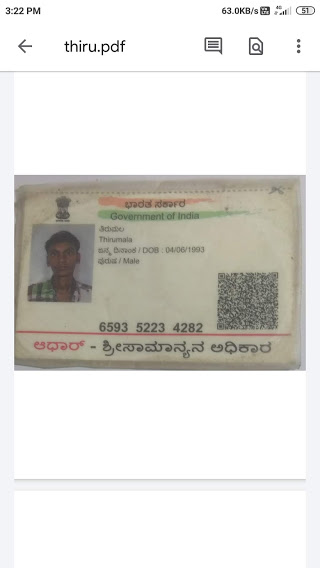 3:22 PM 63.0KB/s 4G 51
thiru.pdf
ಭಾರತ ಸರ್ಕಾರ
Government of India
ತಿರುಮಲ
Thirumala
ಜನ್ಮ ದಿನಾಂಕ / DOB : 04/06/1993
ಪುರುಷ / Male
6593 5223 4282
ಆಧಾರ್ - ಶ್ರೀಸಾಮಾನ್ಯನ ಅಧಿಕಾರ